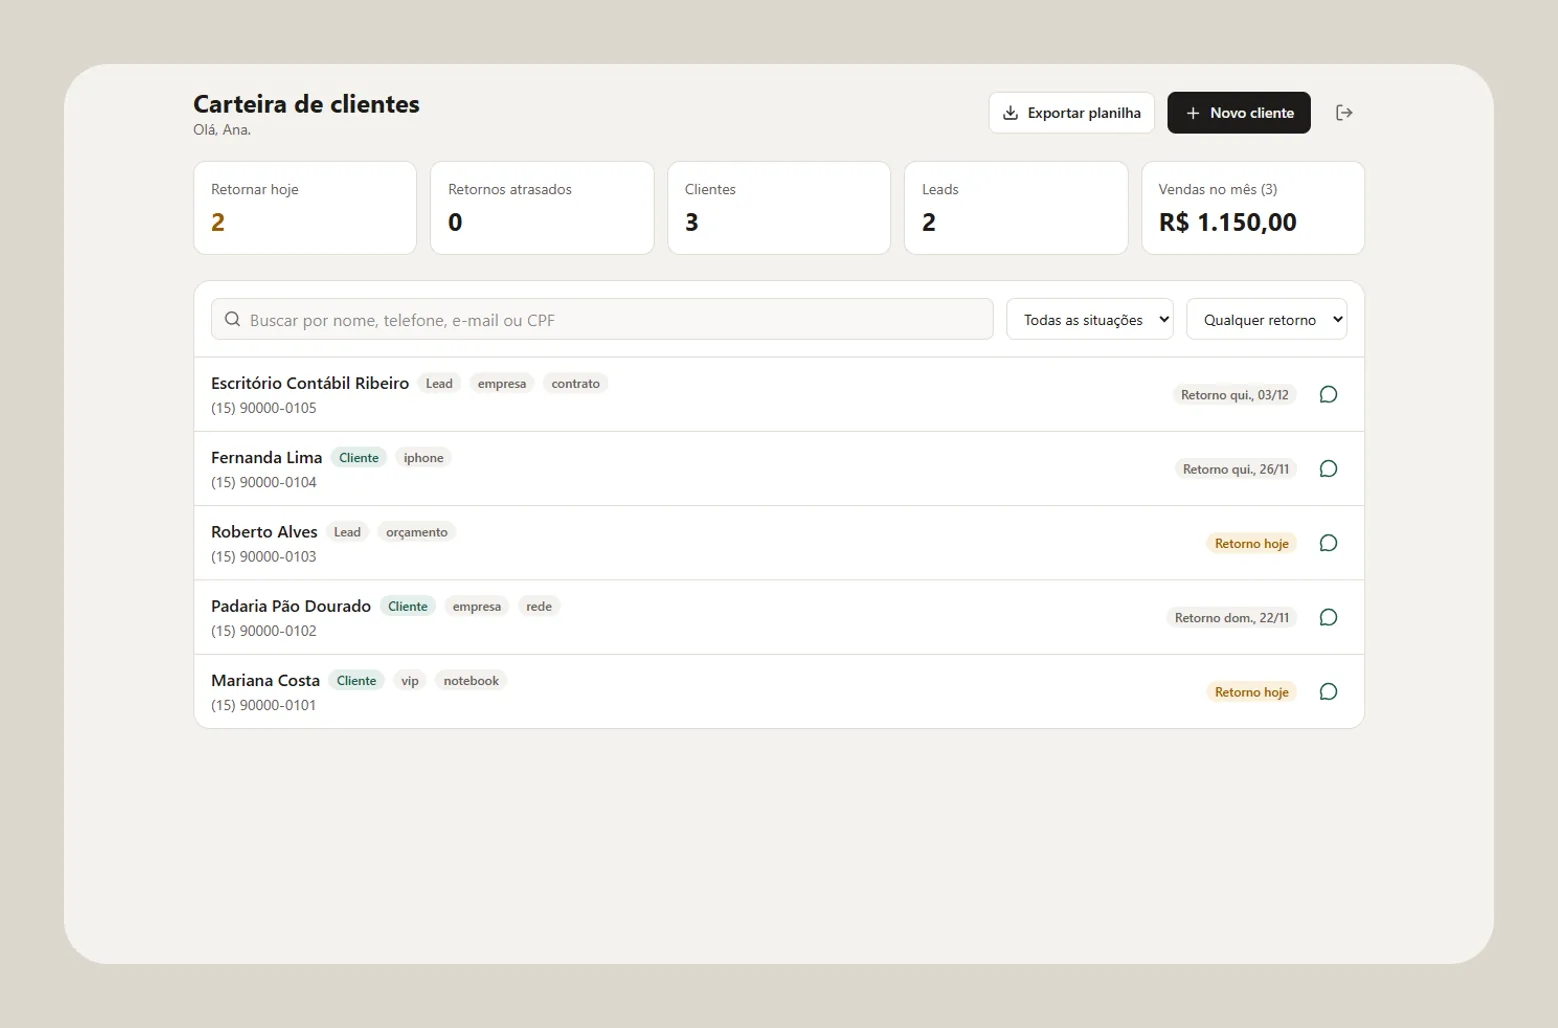 Carteira de clientes
Olá, Ana.
Exportar planilha
Novo cliente
Retornar hoje
2
Retornos atrasados
0
Clientes
3
Leads
2
Vendas no mês (3)
R$ 1.150,00
Buscar por nome, telefone, e-mail ou CPF
Todas as situações
Qualquer retorno
Escritório Contábil Ribeiro Lead empresa contrato
(15) 90000-0105
Retorno qui., 03/12
Fernanda Lima Cliente iphone
(15) 90000-0104
Retorno qui., 26/11
Roberto Alves Lead orçamento
(15) 90000-0103
Retorno hoje
Padaria Pão Dourado Cliente empresa rede
(15) 90000-0102
Retorno dom., 22/11
Mariana Costa Cliente vip notebook
(15) 90000-0101
Retorno hoje